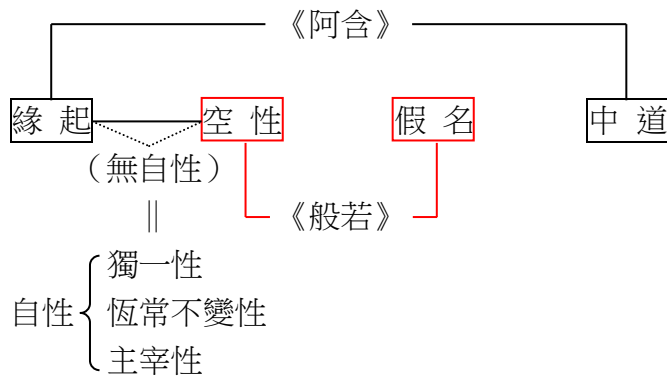 《阿含》
緣起 空性 假名 中道
（無自性）
《般若》
||
獨一性
自性 恆常不變性
主宰性